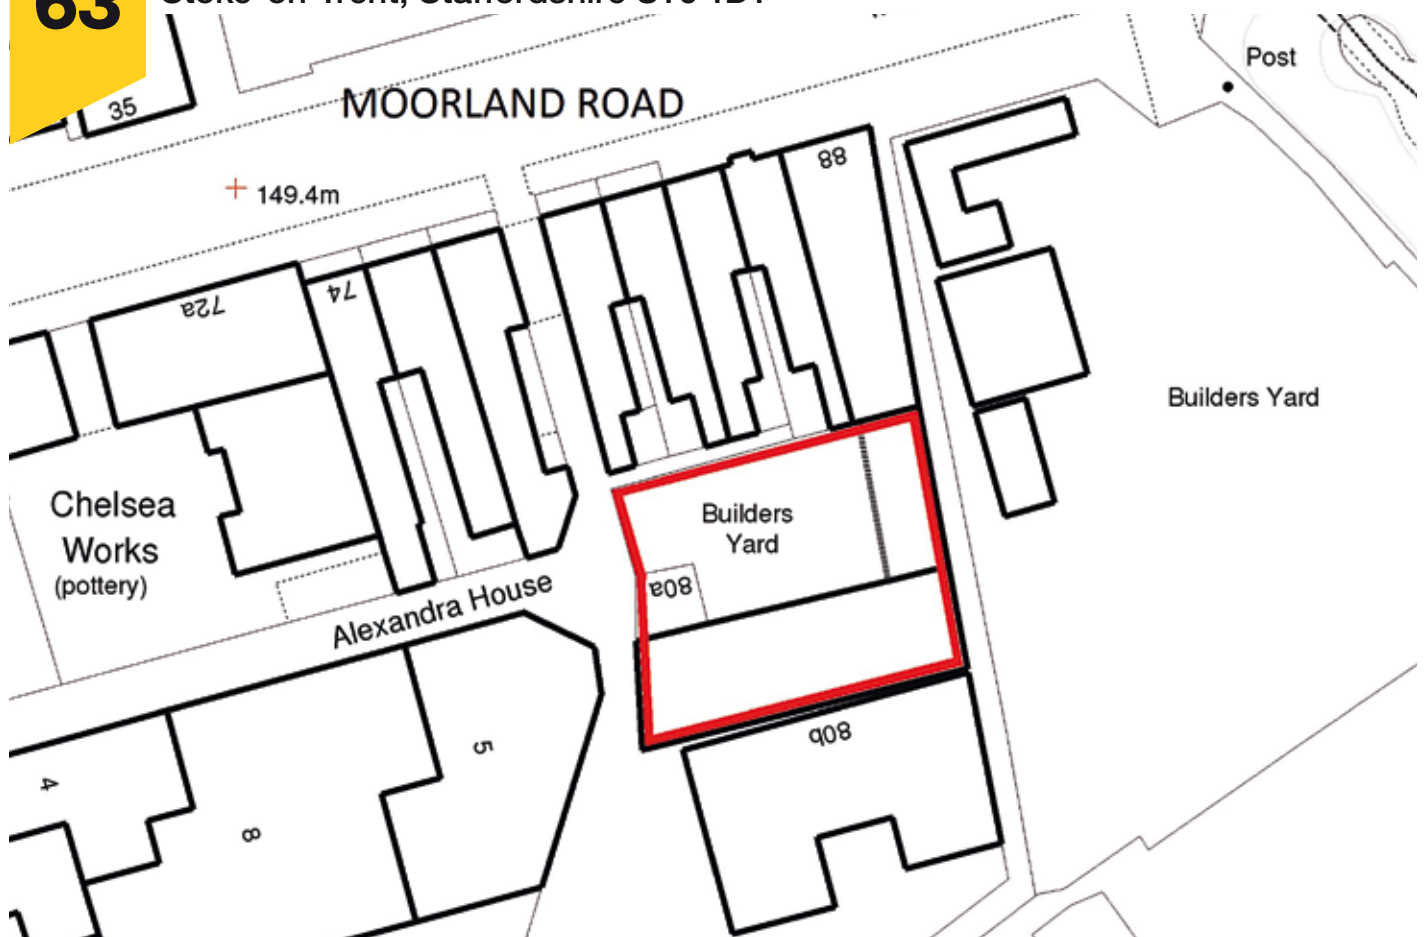 63
35
MOORLAND ROAD
Post
88
149.4m
72a
74
Builders Yard
Chelsea
Works
(pottery)
Builders
Yard
80a
Alexandra House
80b
5
4
8